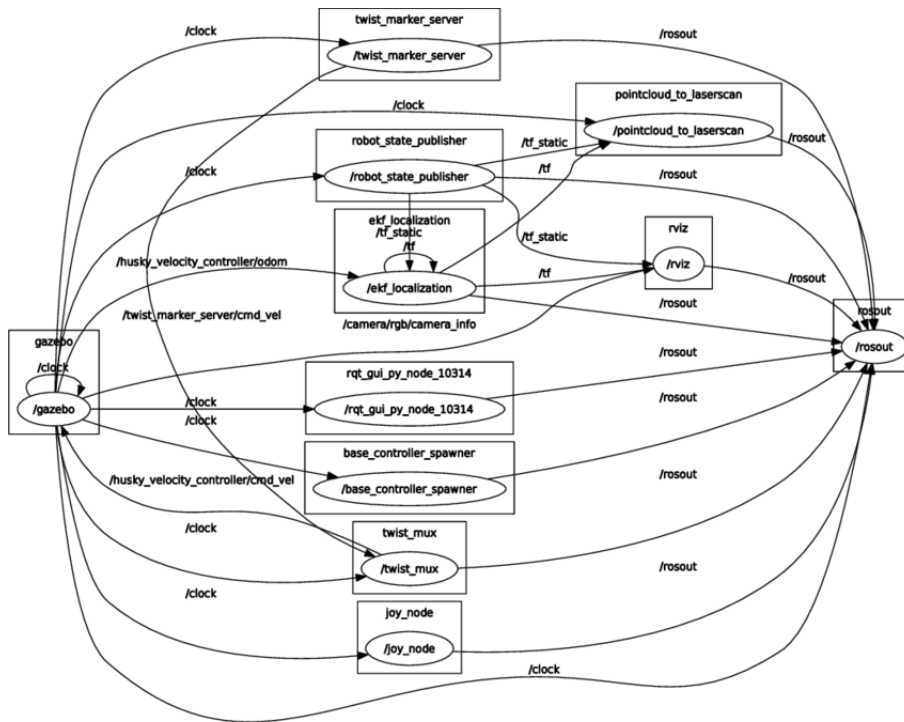 twist_marker_server
/clock
/rosout
/twist_marker_server
pointcloud_to_laserscan
/clock
/pointcloud_to_laserscan
/rosout
robot_state_publisher
/tf_static
/clock
/tf
/rosout
/robot_state_publisher
ekf_localization
/tf_static
/tf
/tf_static
rviz
/rviz
/husky_velocity_controller/odom
/ekf_localization
/tf
/rosout
/rosout
/twist_marker_server/cmd_vel
/camera/rgb/camera_info
rosout
/rosout
gazebo
/clock
/gazebo
rqt_gui_py_node_10314
/rosout
/clock
/rqt_gui_py_node_10314
/rosout
/clock
base_controller_spawner
/husky_velocity_controller/cmd_vel
/base_controller_spawner
/rosout
/clock
twist_mux
/twist_mux
/rosout
/clock
joy_node
/joy_node
/clock